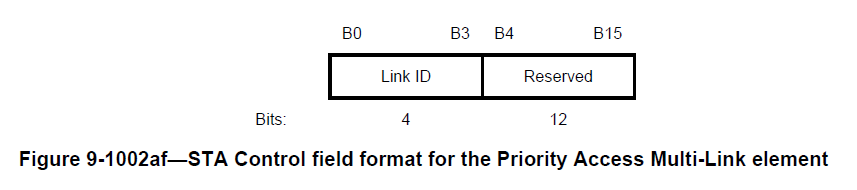 B0 B3 B4 B15
Link ID Reserved
Bits: 4 12
Figure 9-1002af—STA Control field format for the Priority Access Multi-Link element